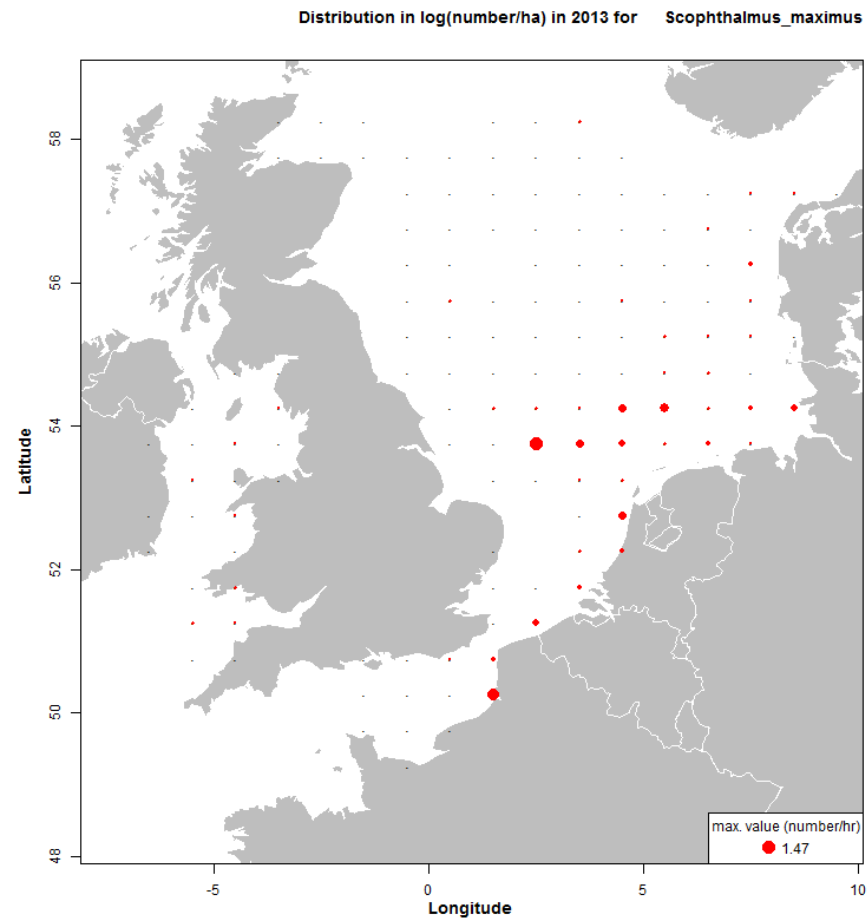 Distribution in log(number/ha) in 2013 for Scophthalmus_maximus
58
56
54
52
50
48
Latitude
-5 0 5 10
Longitude
max. value (number/hr)
1.47